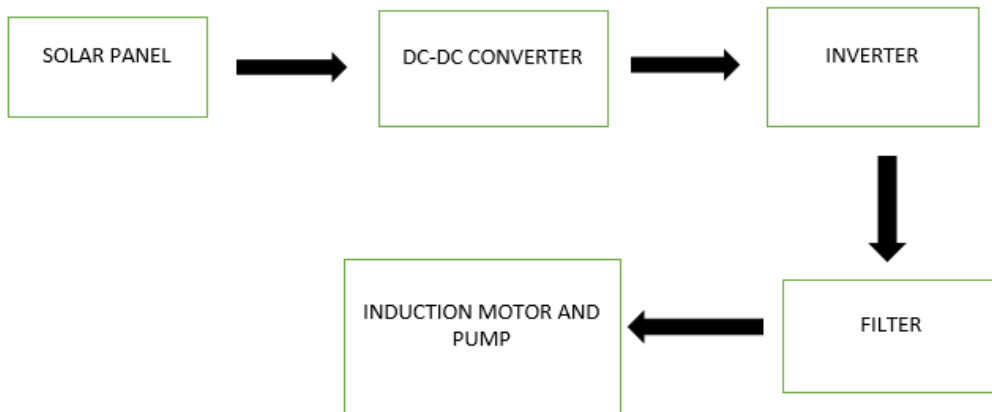 SOLAR PANEL
DC-DC CONVERTER
INVERTER
FILTER
INDUCTION MOTOR AND
PUMP